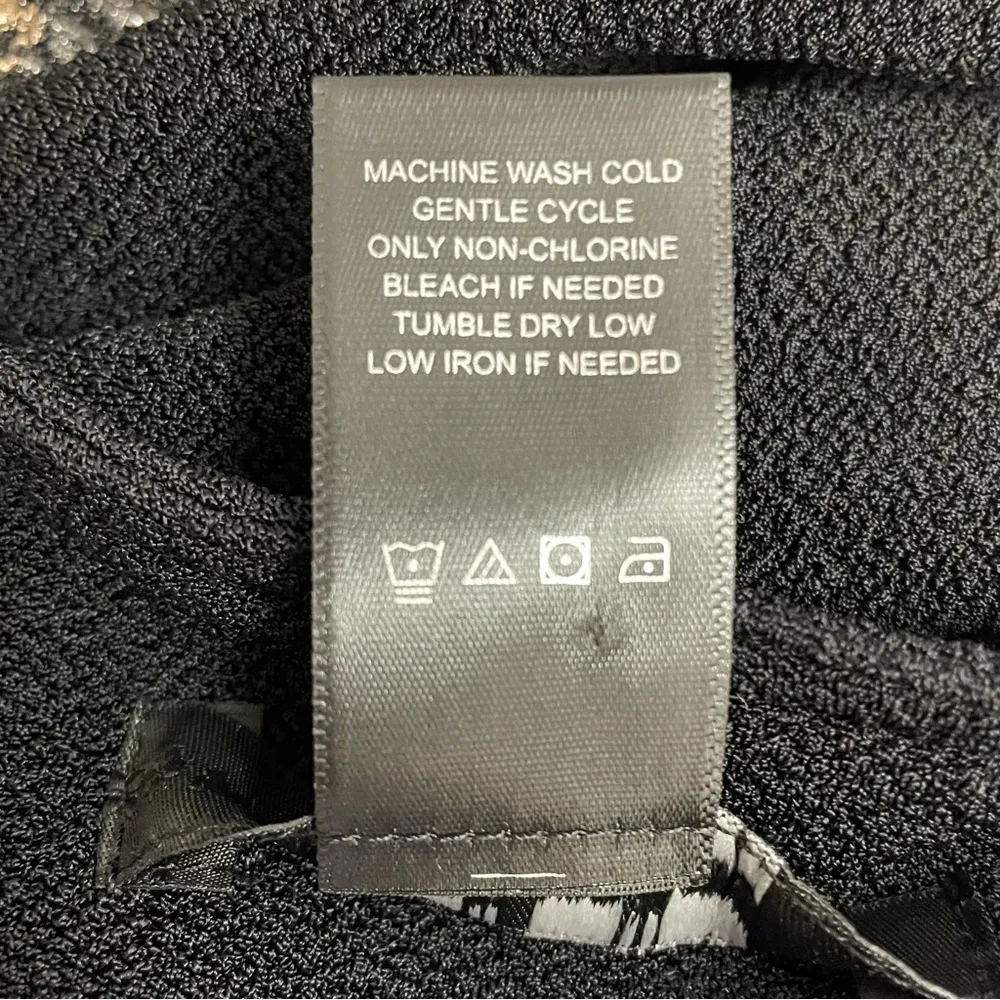 MACHINE WASH COLD
GENTLE CYCLE
ONLY NON-CHLORINE
BLEACH IF NEEDED
TUMBLE DRY LOW
LOW IRON IF NEEDED